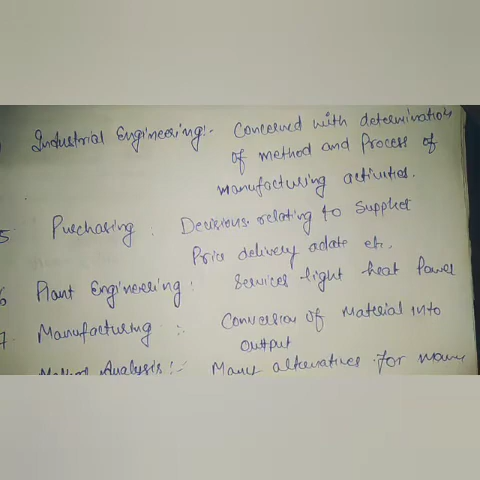 Industrial Engineering:- Concerned with determination
of method and Process of
manufacturing activities.
5 Purchasing : Decisions relating to Supplier
Price delivery adate etc,
6 Plant Engineering : Services light heat Power
7. Manufacturing :- Conversion of Material into
output
Analysis :- Many alternatives for many